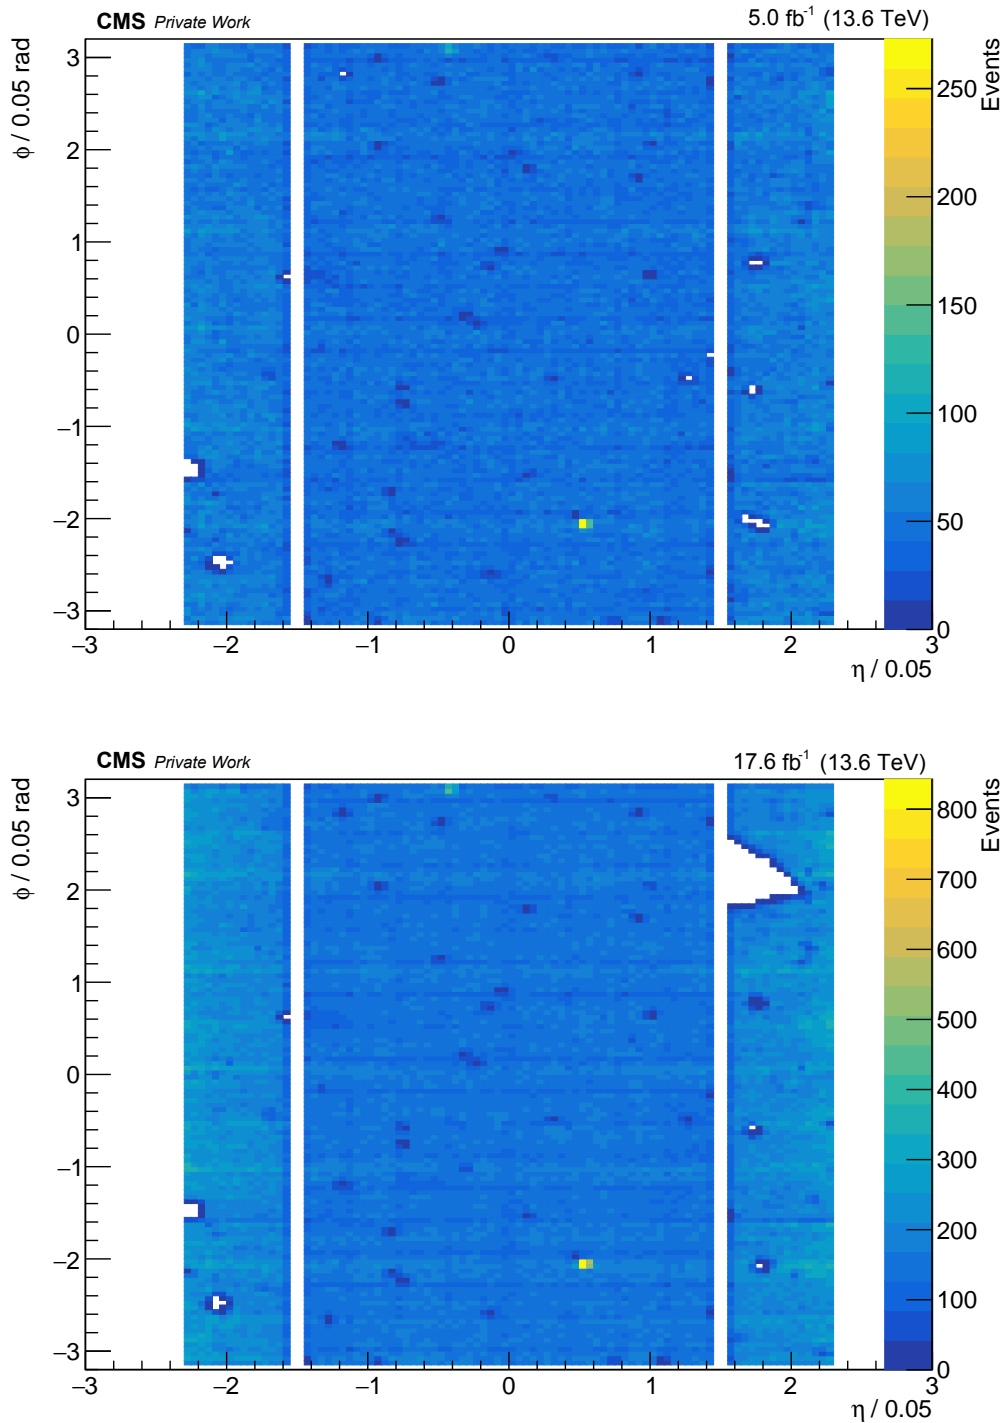 CMS Private Work 5.0 fb-1 (13.6 TeV)
ϕ / 0.05 rad
3
2
1
0
−1
−2
−3
−3 −2 −1 0 1 2 3
η / 0.05
Events
250
200
150
100
50
0
CMS Private Work 17.6 fb-1 (13.6 TeV)
ϕ / 0.05 rad
3
2
1
0
−1
−2
−3
−3 −2 −1 0 1 2 3
η / 0.05
Events
800
700
600
500
400
300
200
100
0